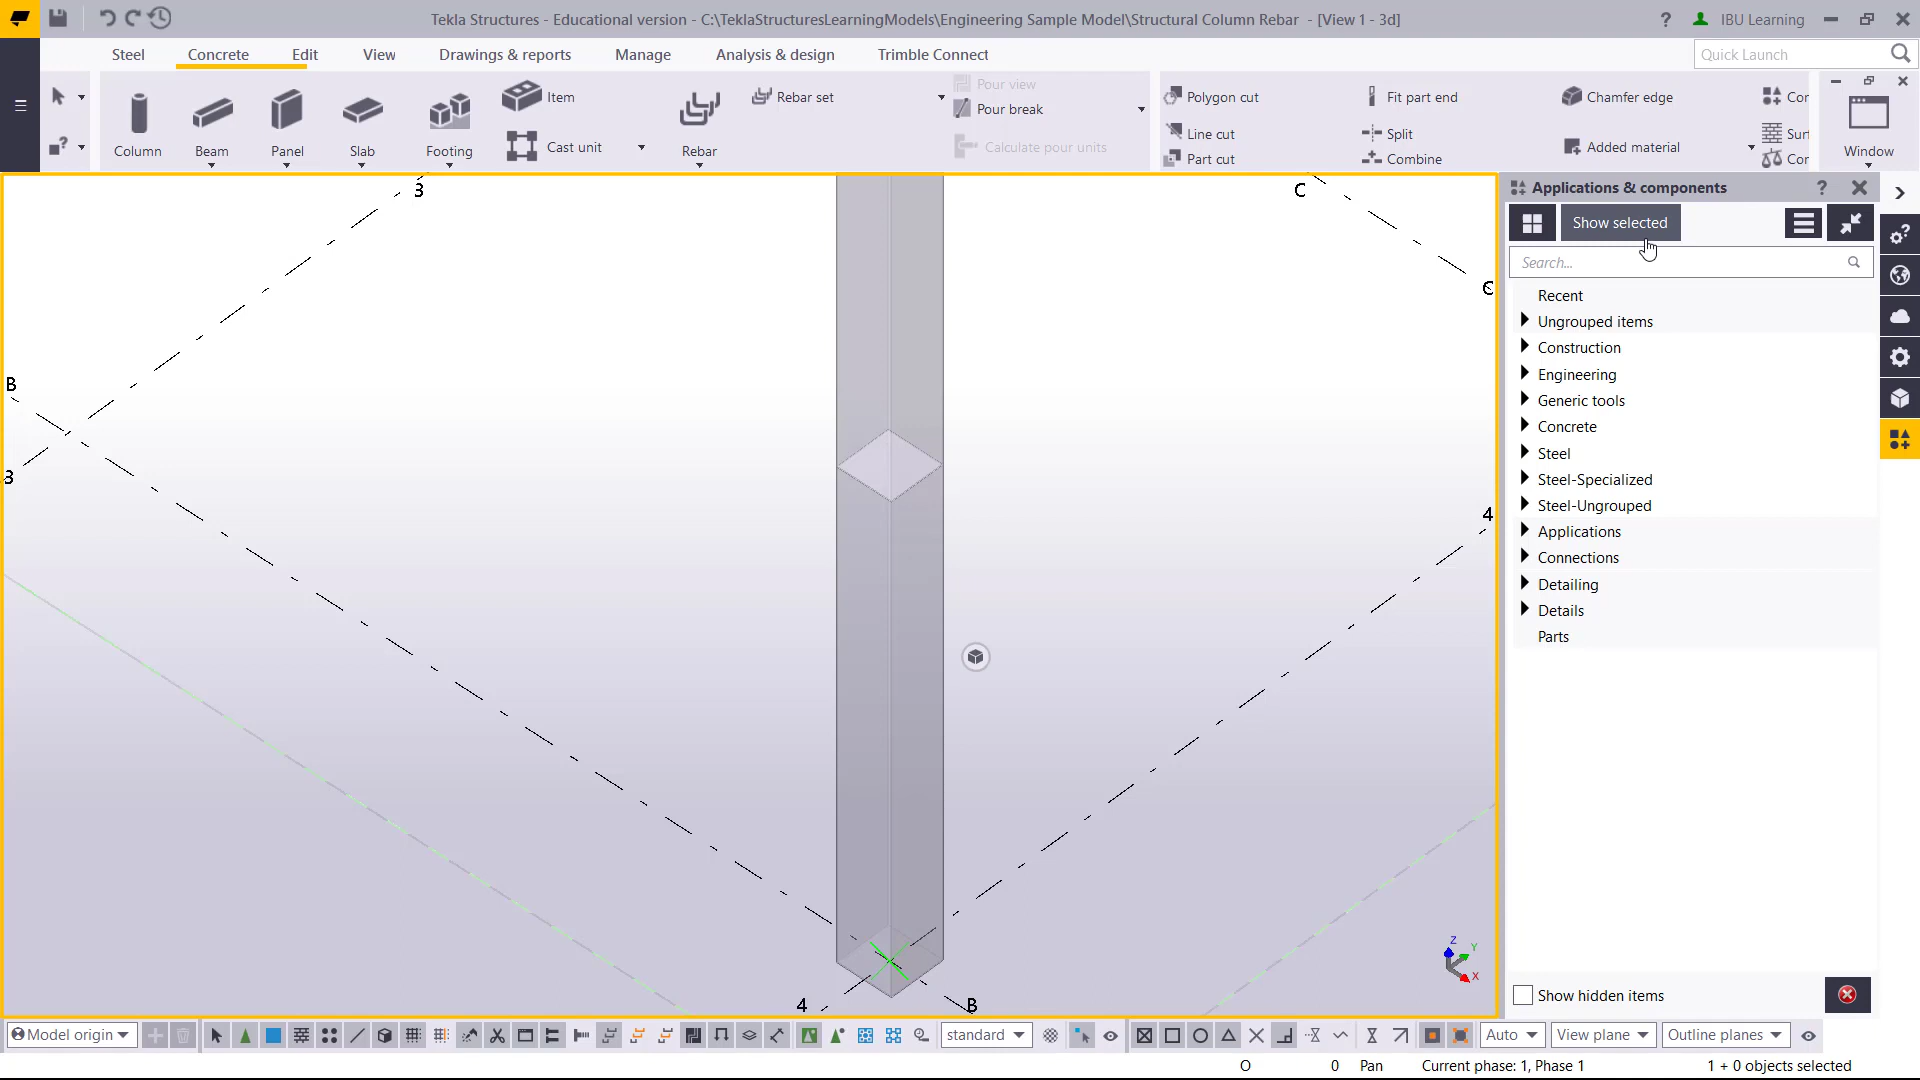 Tekla Structures - Educational version - C:\TeklaStructuresLearningModels\Engineering Sample Model\Structural Column Rebar - [View 1 - 3d]
? IBU Learning
Steel Concrete Edit View Drawings & reports Manage Analysis & design Trimble Connect
Quick Launch
Pour view
Item Rebar set Pour break Polygon cut Fit part end Chamfer edge Cor
Line cut Split Surf
Column Beam Panel Slab Footing Cast unit Rebar Calculate pour units Part cut Combine Added material Cor Window
Applications & components ?
Show selected
Search...
Recent
Ungrouped items
Construction
Engineering
Generic tools
Concrete
Steel
Steel-Specialized
Steel-Ungrouped
Applications
Connections
Detailing
Details
Parts
Show hidden items
3 C
C
B
3
4
Z
Y
X
4 B
Model origin standard Auto View plane Outline planes
O 0 Pan Current phase: 1, Phase 1 1 + 0 objects selected